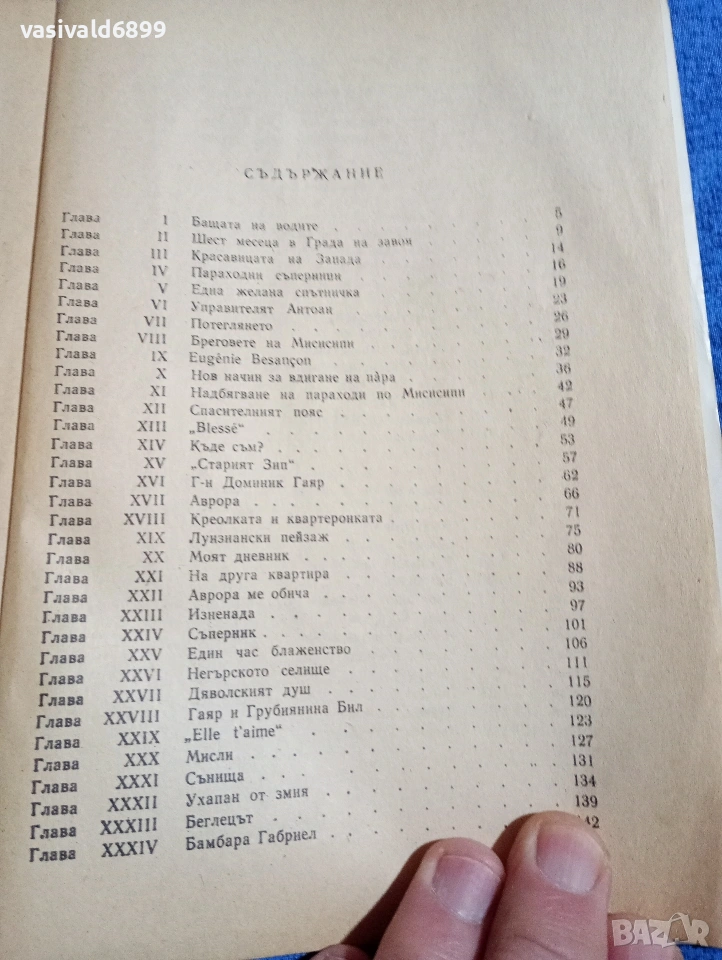 vasivald6899
СЪДЪРЖАНИЕ
Глава I Бащата на водите . . . . . . 5
Глава II Шест месеца в Града на завоя . . . . . . 9
Глава III Красавицата на Запада . . . . . . 14
Глава IV Параходни съперници . . . . . . 16
Глава V Една желана спътничка . . . . . . 19
Глава VI Управителят Антоан . . . . . . 23
Глава VII Потеглянето . . . . . . 26
Глава VIII Бреговете на Мисисипи . . . . . . 29
Глава IX Eugénie Besançon . . . . . . 32
Глава X Нов начин за вдигане на пàра . . . . . . 36
Глава XI Надбягване на параходи по Мисисипи . . . . . . 42
Глава XII Спасителният пояс . . . . . . 47
Глава XIII „Blessé“ . . . . . . 49
Глава XIV Къде съм? . . . . . . 53
Глава XV „Старият Зип“ . . . . . . 57
Глава XVI Г-н Доминик Гаяр . . . . . . 62
Глава XVII Аврора . . . . . . 66
Глава XVIII Креолката и квартеронката . . . . . . 71
Глава XIX Луизиански пейзаж . . . . . . 75
Глава XX Моят дневник . . . . . . 80
Глава XXI На друга квартира . . . . . . 88
Глава XXII Аврора ме обича . . . . . . 93
Глава XXIII Изненада . . . . . . 97
Глава XXIV Съперник . . . . . . 101
Глава XXV Един час блаженство . . . . . . 106
Глава XXVI Негърското селище . . . . . . 111
Глава XXVII Дяволският душ . . . . . . 115
Глава XXVIII Гаяр и Грубиянина Бил . . . . . . 120
Глава XXIX „Elle t'aime“ . . . . . . 123
Глава XXX Мисли . . . . . . 127
Глава XXXI Сънища . . . . . . 131
Глава XXXII Ухапан от змия . . . . . . 134
Глава XXXIII Беглецът . . . . . . 139
Глава XXXIV Бамбара Габриел . . . . . . 142
BAZAR